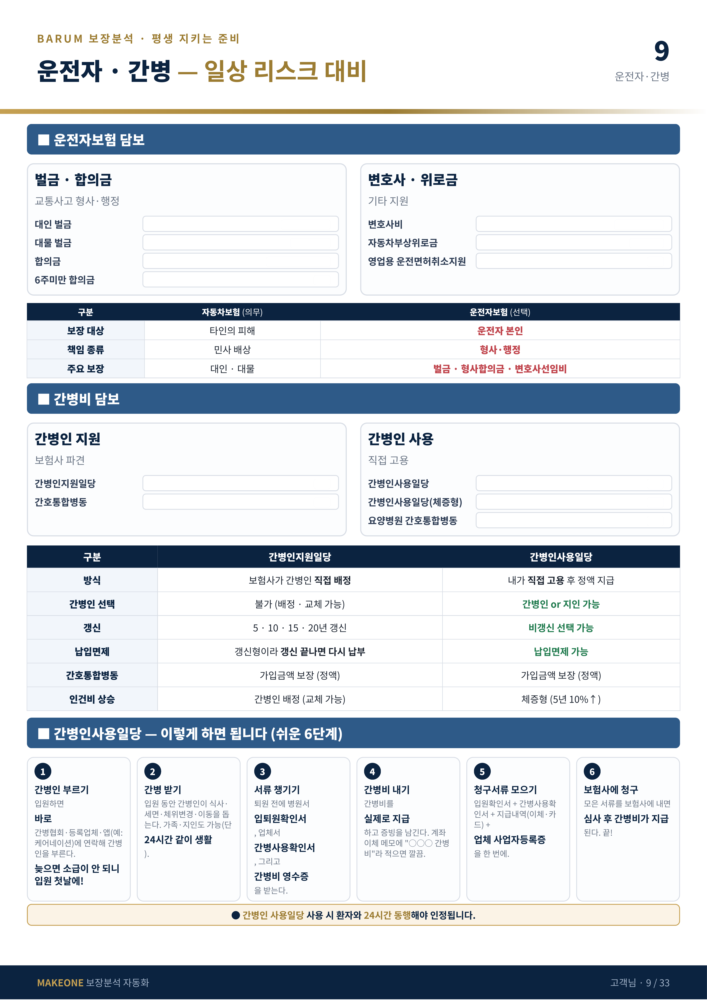 BARUM 보장분석 · 평생 지키는 준비
운전자 · 간병 — 일상 리스크 대비
9
운전자·간병
■ 운전자보험 담보
벌금 · 합의금
교통사고 형사·행정
대인 벌금
대물 벌금
합의금
6주미만 합의금
변호사 · 위로금
기타 지원
변호사비
자동차부상위로금
영업용 운전면허취소지원
구분 자동차보험 (의무) 운전자보험 (선택)
보장 대상 타인의 피해 운전자 본인
책임 종류 민사 배상 형사·행정
주요 보장 대인 · 대물 벌금 · 형사합의금 · 변호사선임비
■ 간병비 담보
간병인 지원
보험사 파견
간병인지원일당
간호통합병동
간병인 사용
직접 고용
간병인사용일당
간병인사용일당(체증형)
요양병원 간호통합병동
구분 간병인지원일당 간병인사용일당
방식 보험사가 간병인 직접 배정 내가 직접 고용 후 정액 지급
간병인 선택 불가 (배정 · 교체 가능) 간병인 or 지인 가능
갱신 5 · 10 · 15 · 20년 갱신 비갱신 선택 가능
납입면제 갱신형이라 갱신 끝나면 다시 납부 납입면제 가능
간호통합병동 가입금액 보장 (정액) 가입금액 보장 (정액)
인건비 상승 간병인 배정 (교체 가능) 체증형 (5년 10%↑)
■ 간병인사용일당 — 이렇게 하면 됩니다 (쉬운 6단계)
1
간병인 부르기
입원하면
바로
간병협회·등록업체·앱(예:
케어네이션)에 연락해 간병
인을 부른다.
늦으면 소급이 안 되니
입원 첫날에!
2
간병 받기
입원 동안 간병인이 식사·
세면·체위변경·이동을 돕
는다. 가족·지인도 가능(단
24시간 같이 생활
).
3
서류 챙기기
퇴원 전에 병원서
입퇴원확인서
, 업체서
간병사용확인서
, 그리고
간병비 영수증
을 받는다.
4
간병비 내기
간병비를
실제로 지급
하고 증빙을 남긴다. 계좌
이체 메모에 "○○○ 간병
비"라 적으면 깔끔.
5
청구서류 모으기
입원확인서 + 간병사용확
인서 + 지급내역(이체·카
드) +
업체 사업자등록증
을 한 번에.
6
보험사에 청구
모은 서류를 보험사에 내면
심사 후 간병비가 지급
된다. 끝!
● 간병인 사용일당 사용 시 환자와 24시간 동행해야 인정됩니다.
MAKEONE 보장분석 자동화
고객님 · 9 / 33